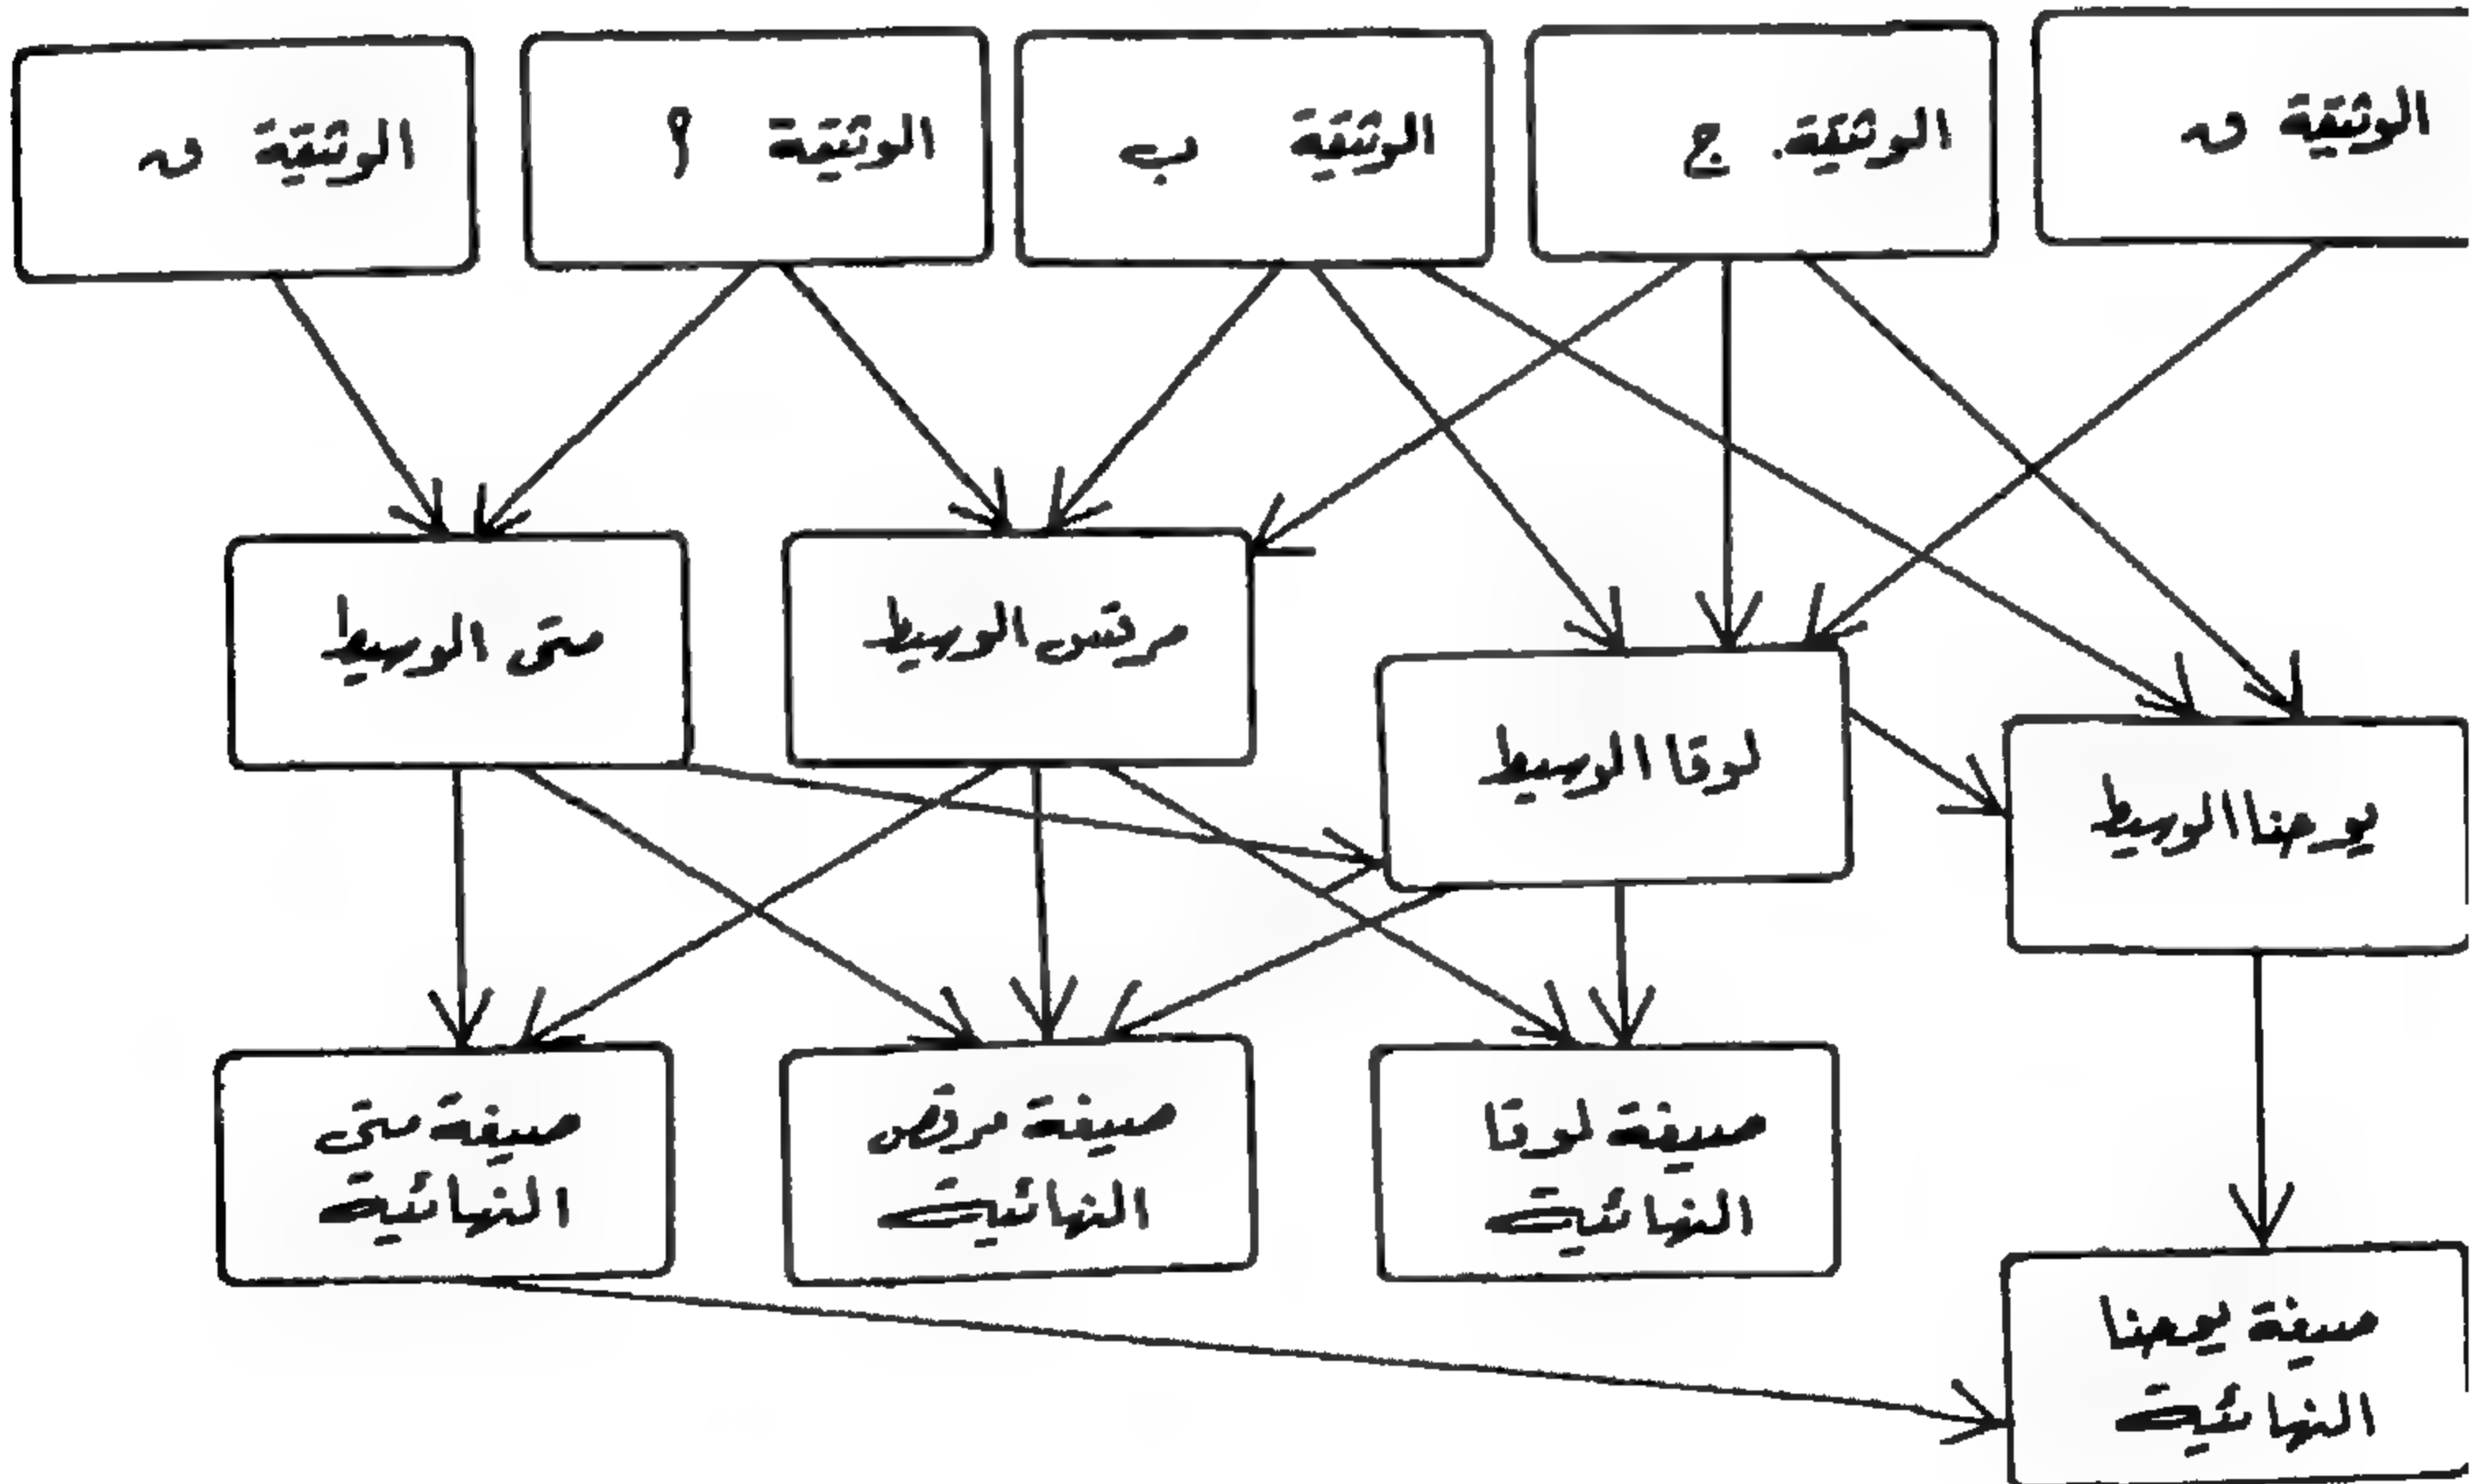 الوثيقة ق
الوثيقة ج
الوثيقة ب
الوثيقة أ
الوثيقة ق
متى الوسيط
مرقس الوسيط
لوقا الوسيط
يوحنا الوسيط
صيغة متى
النهائية
صيغة مرقص
النهائية
صيغة لوقا
النهائية
صيغة يوحنا
النهائية